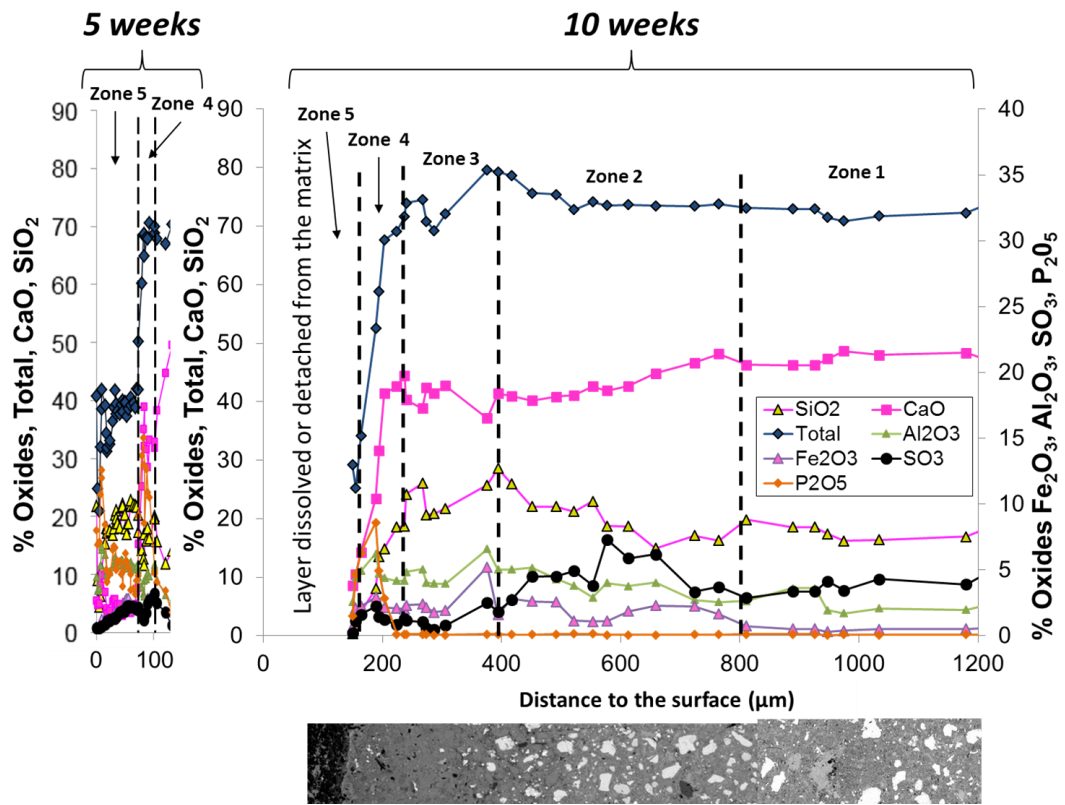 5 weeks
10 weeks
Zone 5
Zone 4
90
80
70
60
50
40
30
20
10
0
0
100
% Oxides, Total, CaO, SiO2
90
80
70
60
50
40
30
20
10
0
% Oxides, Total, CaO, SiO2
Layer dissolved or detached from the matrix
Zone 5
Zone 4
Zone 3
Zone 2
Zone 1
SiO2
CaO
Total
Al2O3
Fe2O3
SO3
P2O5
40
35
30
25
20
15
10
5
0
% Oxides Fe2O3, Al2O3, SO3, P205
0
200
400
600
800
1000
1200
Distance to the surface (µm)